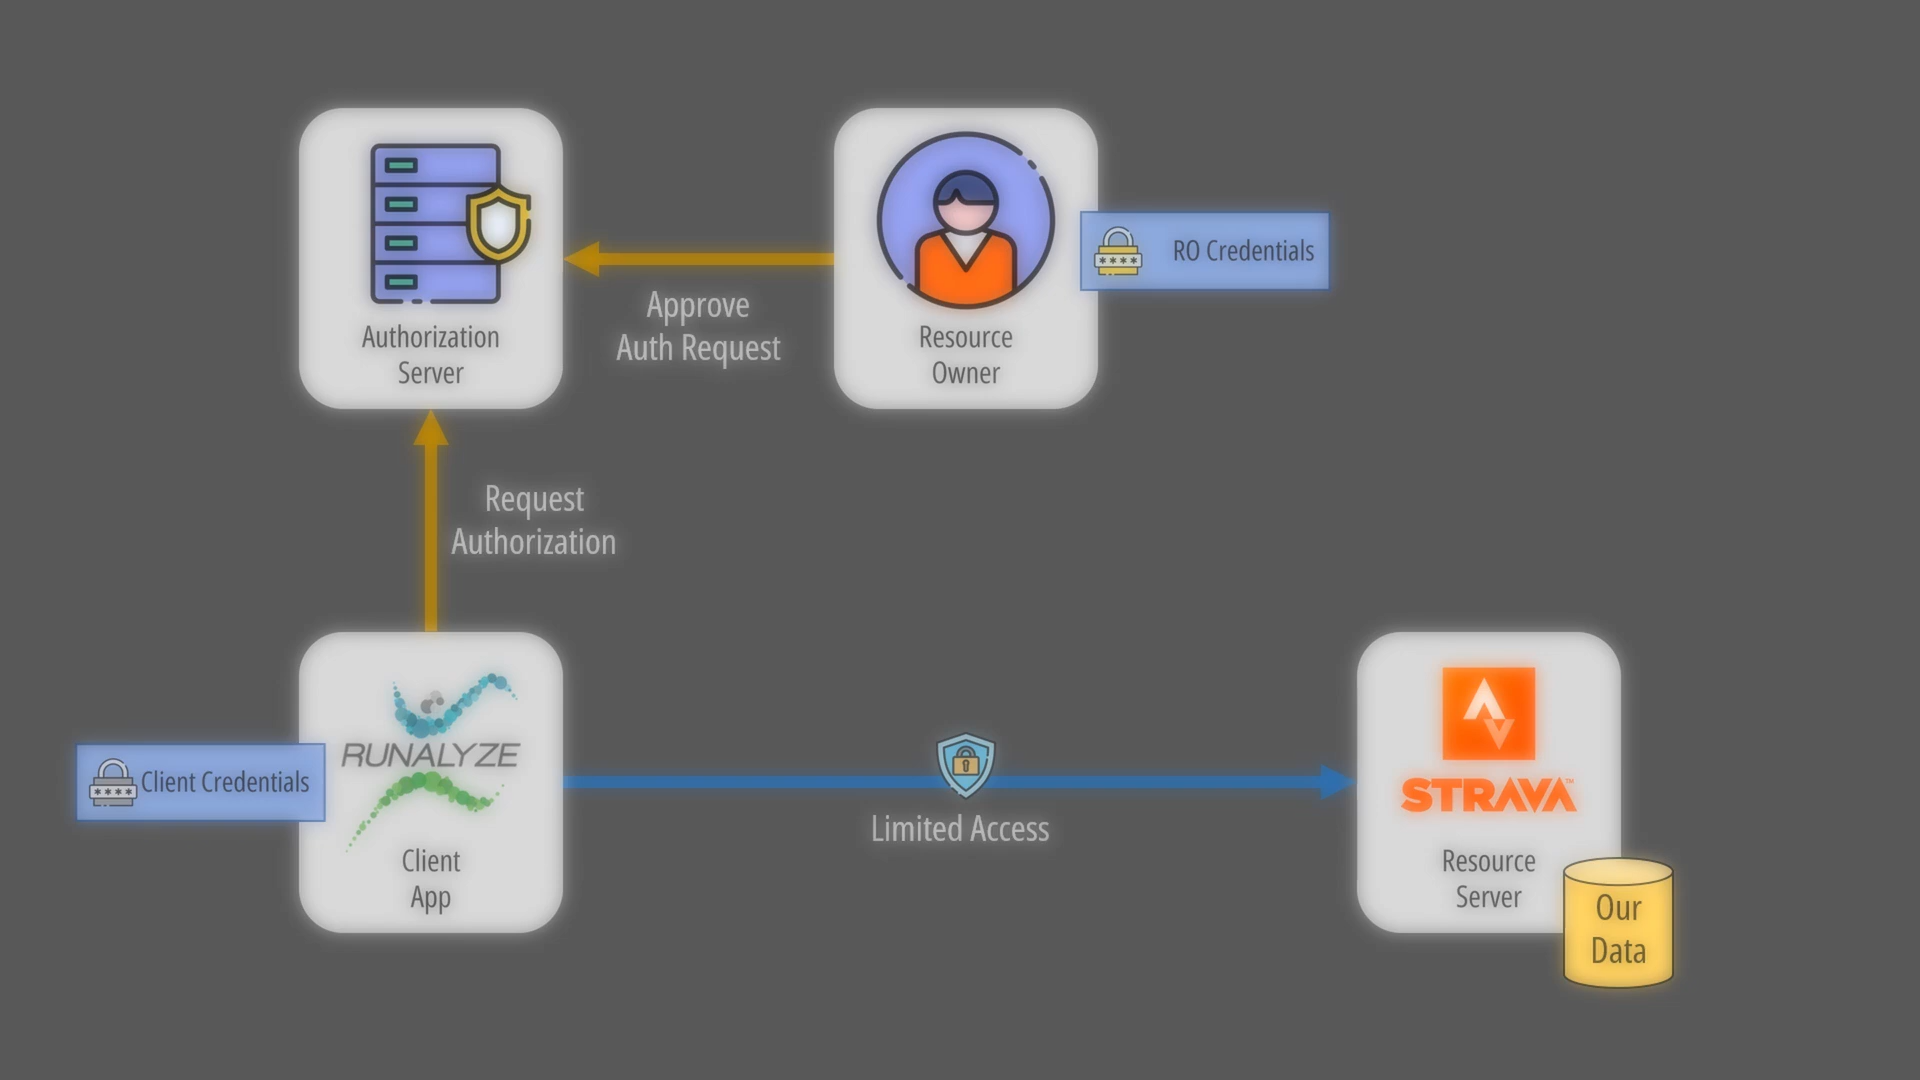 Authorization
Server
Approve
Auth Request
Resource
Owner
RO Credentials
****
Request
Authorization
****
Client Credentials
RUNALYZE
Client
App
Limited Access
STRAVA™
Resource
Server
Our
Data